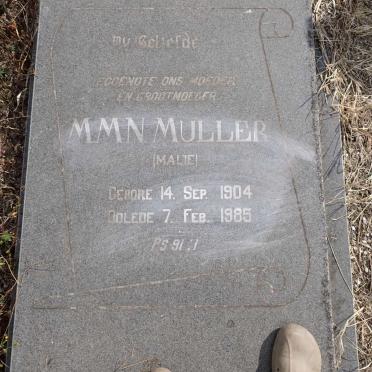 My Geliefde
EGGENOTE ONS MOEDER
EN GROOTMOEDER
M.M.N MULLER
(MALIE)
GEBORE 14. SEP. 1904
OORLEDE 7. FEB. 1985
PS 91:1